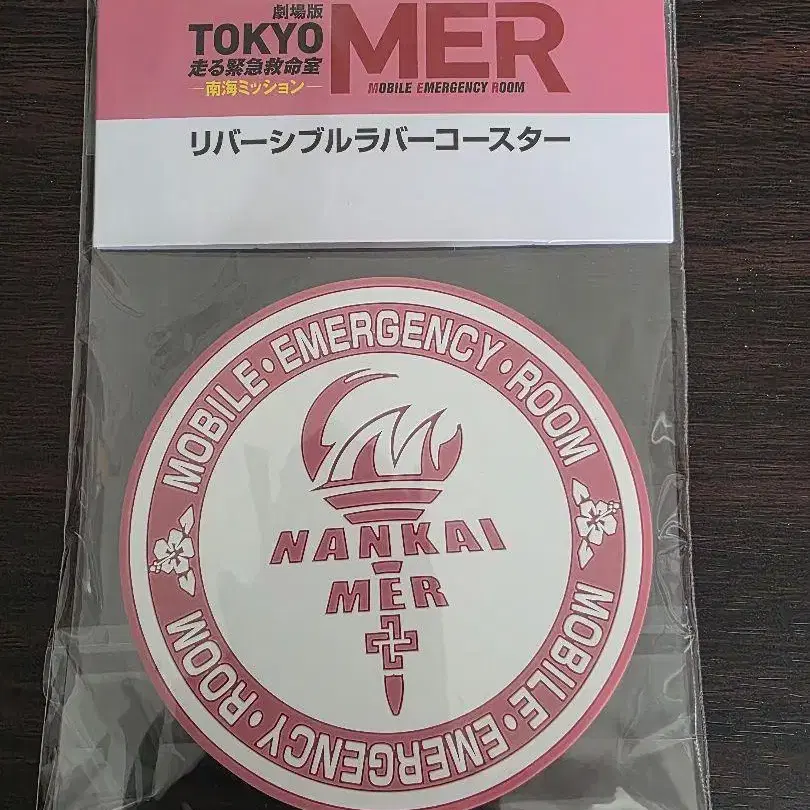 劇場版
TOKYO MER
走る緊急救命室
南海ミッション
MOBILE EMERGENCY ROOM
リバーシブルラバーコースター
MOBILE・EMERGENCY・ROOM
NANKAI
MER
MOBILE・EMERGENCY・ROOM